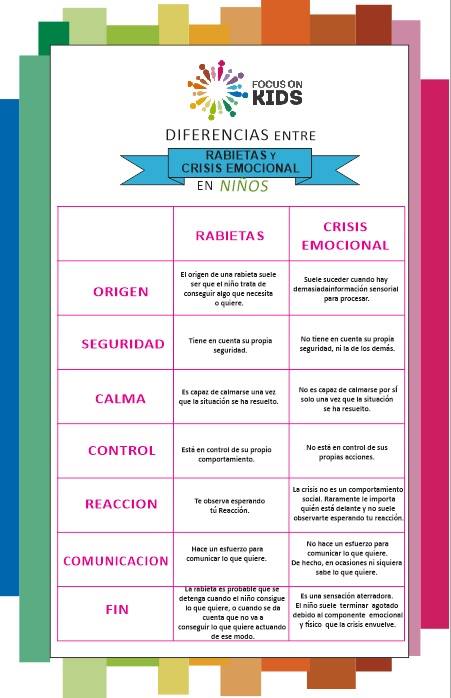 FOCUS ON
KIDS
DIFERENCIAS ENTRE
RABIETAS Y
CRISIS EMOCIONAL
EN NIÑOS
RABIETAS
CRISIS
EMOCIONAL
ORIGEN
El origen de una rabieta suele
ser que el niño trata de
conseguir algo que necesita
o quiere.
Suele suceder cuando hay
demasiadainformación sensorial
para procesar.
SEGURIDAD
Tiene en cuenta su propia
seguridad.
No tiene en cuenta su propia
seguridad, ni la de los demás.
CALMA
Es capaz de calmarse una vez
que la situación se ha resuelto.
No es capaz de calmarse por sÍ
solo una vez que la situación
se ha resuelto.
CONTROL
Está en control de su propio
comportamiento.
No está en control de sus
propias acciones.
REACCION
Te observa esperando
tú Reacción.
La crisis no es un comportamiento
social. Raramente le importa
quién está delante y no suele
observarte esperando tu reacción.
COMUNICACION
Hace un esfuerzo para
comunicar lo que quiere.
No hace un esfuerzo para
comunicar lo que quiere.
De hecho, en ocasiones ni siquiera
sabe lo que quiere.
FIN
La rabieta es probable que se
detenga cuando el niño consigue
lo que quiere, o cuando se da
cuenta que no va a
conseguir lo que quiere actuando
de ese modo.
Es una sensación aterradora.
El niño suele terminar agotado
debido al componente emocional
y físico que la crisis envuelve.